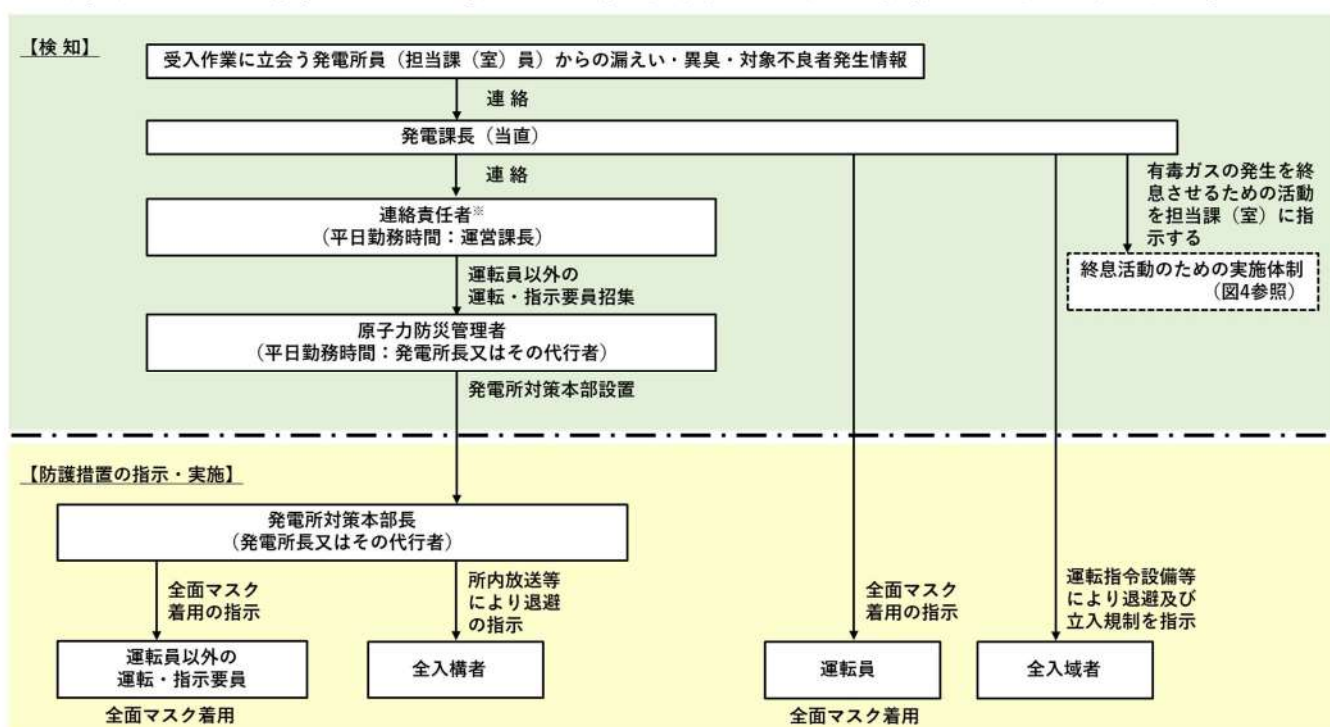 【検 知】
受入作業に立会う発電所員（担当課（室）員）からの漏えい・異臭・対象不良者発生情報
連 絡
発電課長（当直）
連 絡
有毒ガスの発生を終
息させるための活動
を担当課（室）に指
示する
連絡責任者※
（平日勤務時間：運営課長）
終息活動のための実施体制
（図4参照）
運転員以外の
運転・指示要員招集
原子力防災管理者
（平日勤務時間：発電所長又はその代行者）
発電所対策本部設置
【防護措置の指示・実施】
発電所対策本部長
（発電所長又はその代行者）
全面マスク
着用の指示
所内放送等
により退避
の指示
全面マスク
着用の指示
運転指令設備等
により退避及び
立入規制を指示
運転員以外の
運転・指示要員
全入構者
運転員
全入域者
全面マスク着用
全面マスク着用